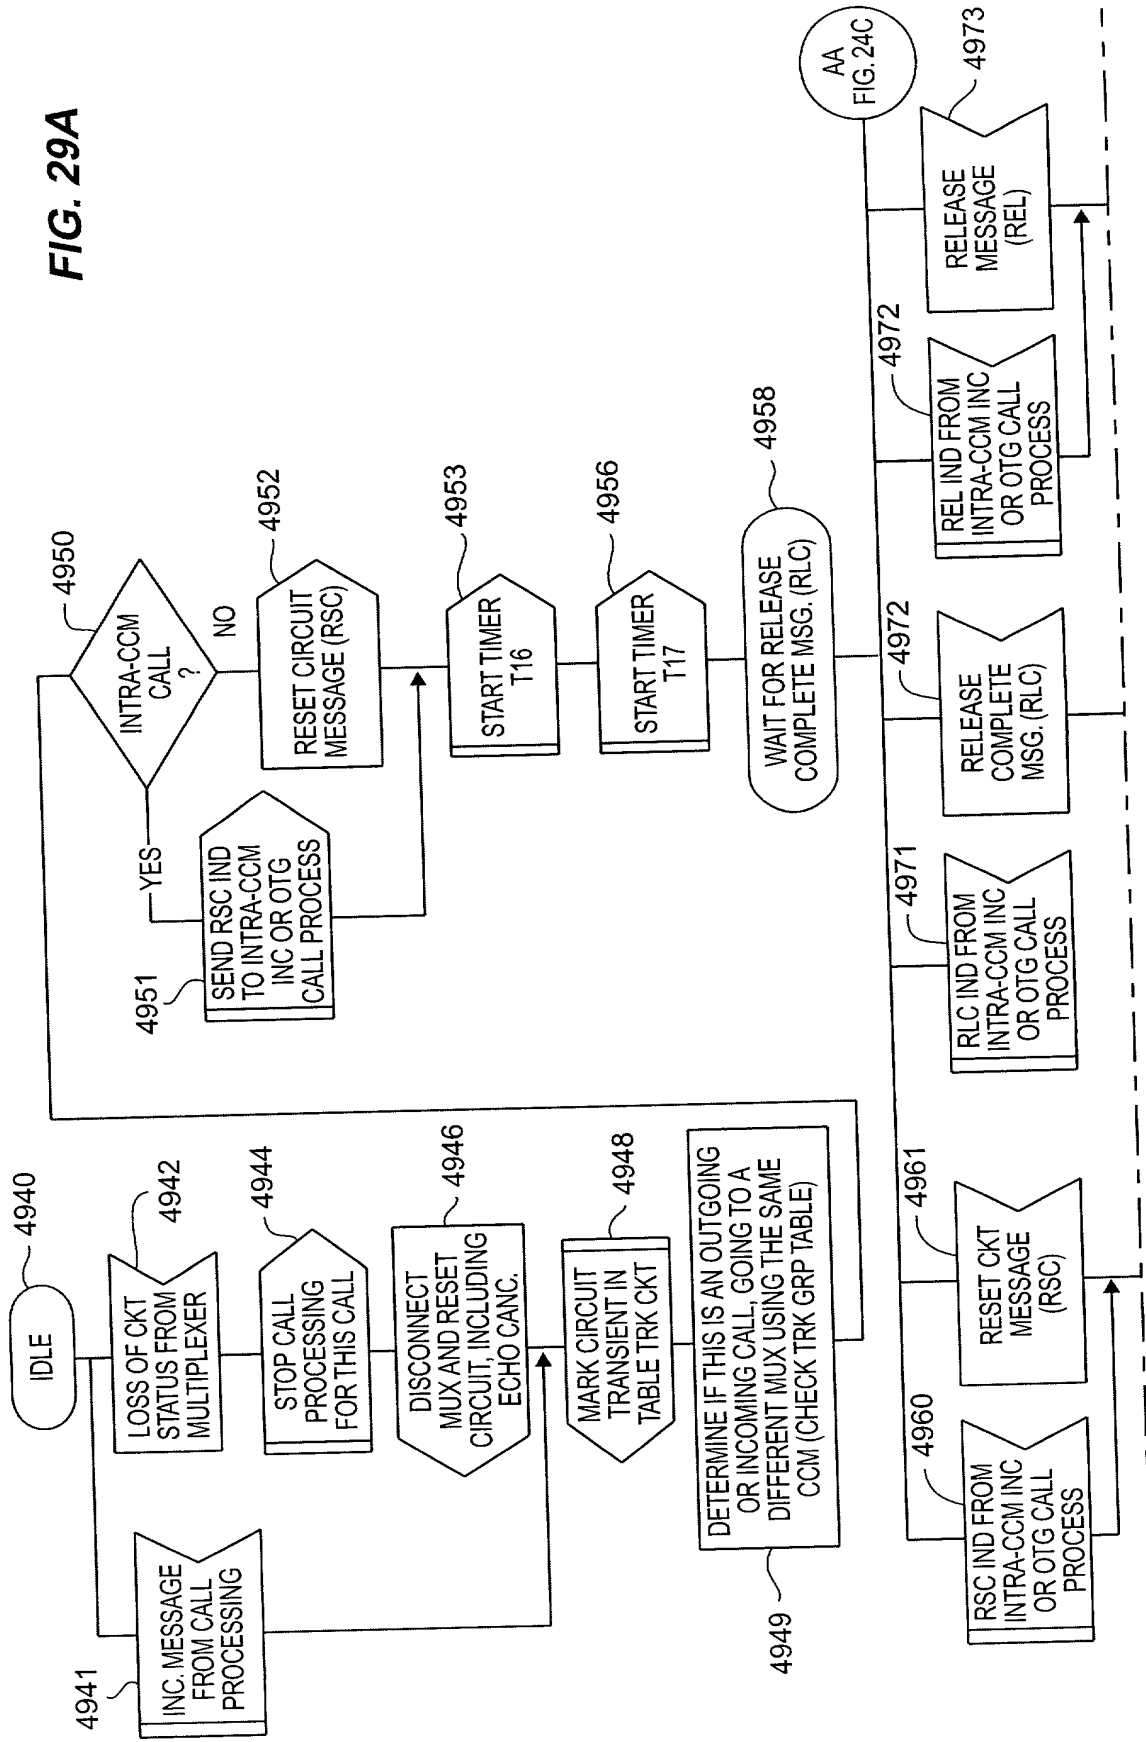 FIG. 29A
IDLE
4940
4941
INC. MESSAGE
FROM CALL
PROCESSING
4942
LOSS OF CKT
STATUS FROM
MULTIPLEXER
4944
STOP CALL
PROCESSING
FOR THIS CALL
4946
DISCONNECT
MUX AND RESET
CIRCUIT, INCLUDING
ECHO CANC.
4948
MARK CIRCUIT
TRANSIENT IN
TABLE TRK CKT
4949
DETERMINE IF THIS IS AN OUTGOING
OR INCOMING CALL, GOING TO A
DIFFERENT MUX USING THE SAME
CCM (CHECK TRK GRP TABLE)
4950
INTRA-CCM
CALL
?
YES
NO
4951
SEND RSC IND
TO INTRA-CCM
INC OR OTG
CALL PROCESS
4952
RESET CIRCUIT
MESSAGE (RSC)
4953
START TIMER
T16
4956
START TIMER
T17
4958
WAIT FOR RELEASE
COMPLETE MSG. (RLC)
AA
FIG. 24C
4960
RSC IND FROM
INTRA-CCM INC
OR OTG CALL
PROCESS
4961
RESET CKT
MESSAGE
(RSC)
4971
RLC IND FROM
INTRA-CCM INC
OR OTG CALL
PROCESS
4972
RELEASE
COMPLETE
MSG. (RLC)
4972
REL IND FROM
INTRA-CCM INC
OR OTG CALL
PROCESS
4973
RELEASE
MESSAGE
(REL)